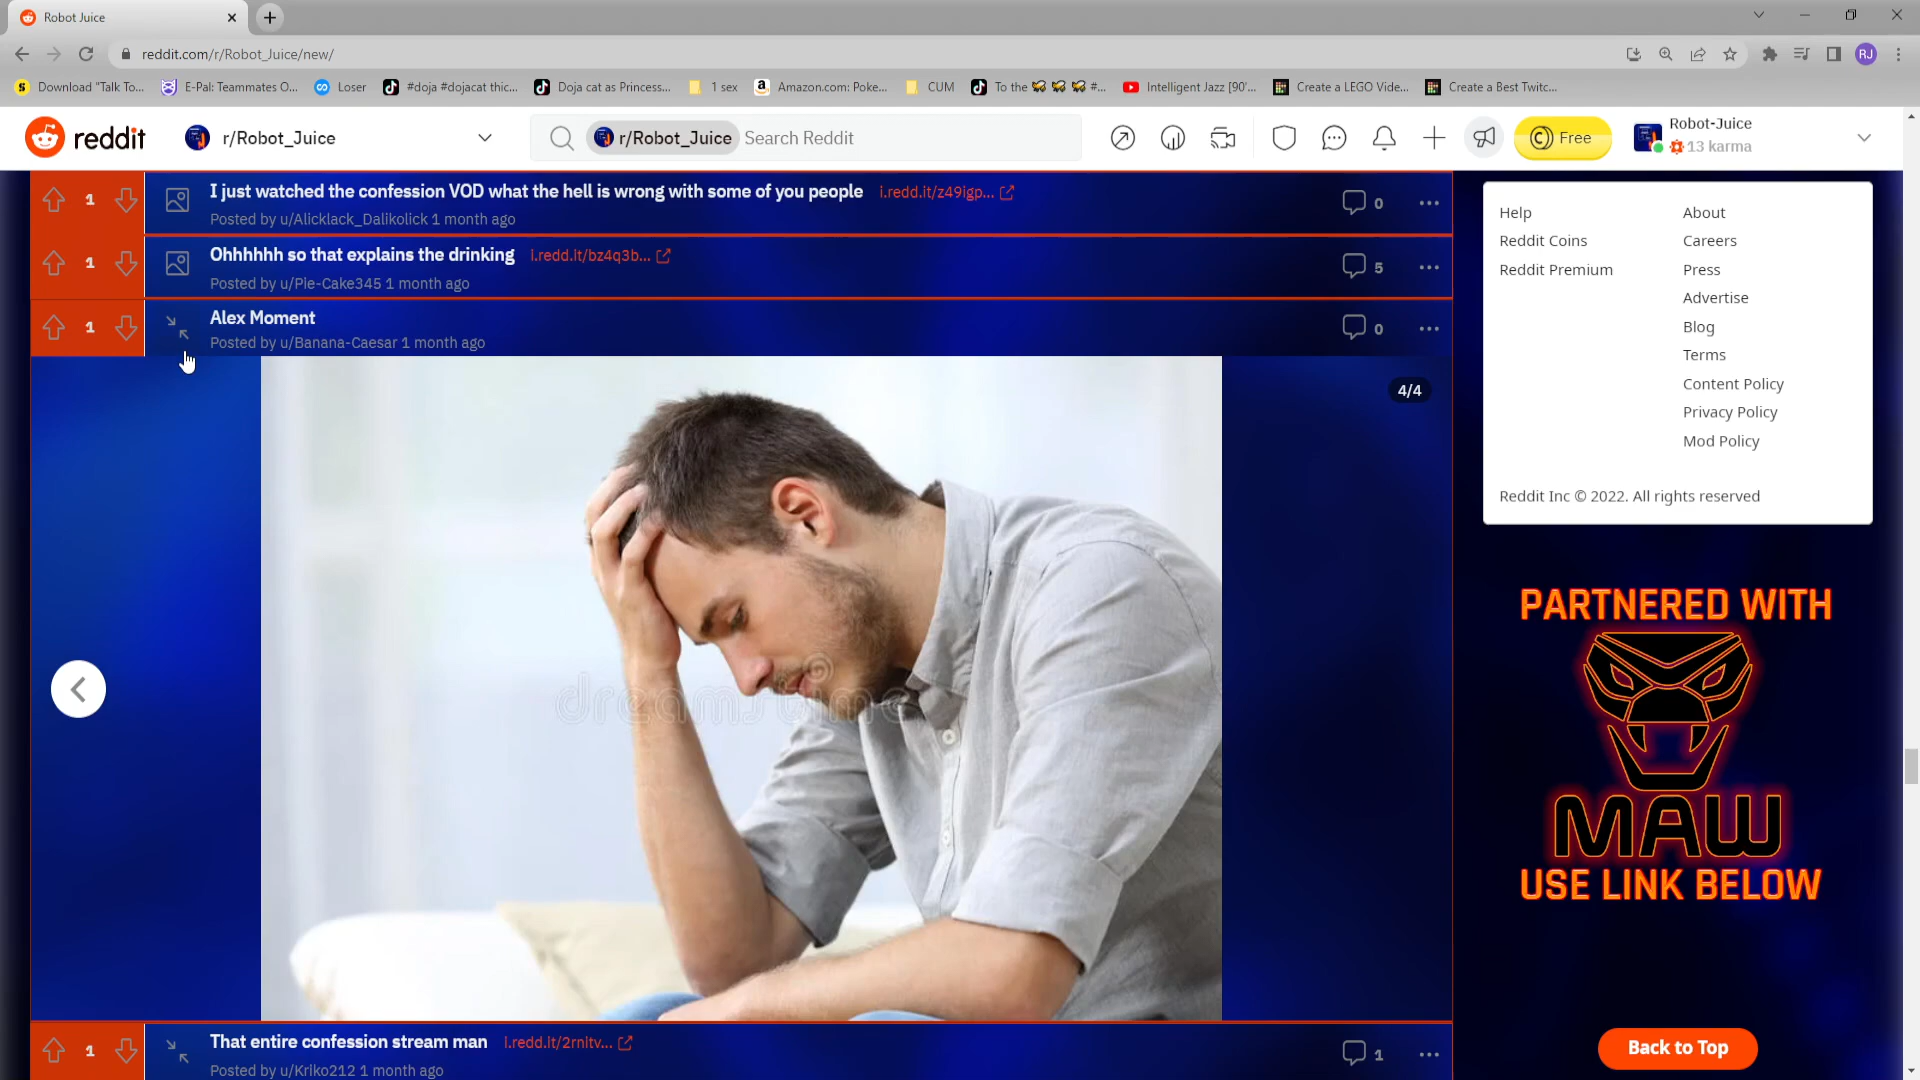 Robot Juice
reddit.com/r/Robot_Juice/new/
RJ
Download "Talk To...
E-Pal: Teammates O...
Loser
#doja #dojacat thic...
Doja cat as Princess...
1 sex
Amazon.com: Poke...
CUM
To the 🐝 🐝 🐝 #...
Intelligent Jazz [90'...
Create a LEGO Vide...
Create a Best Twitc...
reddit
r/Robot_Juice
r/Robot_Juice
Search Reddit
Free
Robot-Juice
13 karma
1
I just watched the confession VOD what the hell is wrong with some of you people
i.redd.it/z49igp...
Posted by u/Alicklack_Dalikolick 1 month ago
0
1
Ohhhhhh so that explains the drinking
i.redd.it/bz4q3b...
Posted by u/Pie-Cake345 1 month ago
5
1
Alex Moment
Posted by u/Banana-Caesar 1 month ago
0
4/4
dreamstime
1
That entire confession stream man
i.redd.it/2rnitv...
Posted by u/Kriko212 1 month ago
1
Help
About
Reddit Coins
Careers
Reddit Premium
Press
Advertise
Blog
Terms
Content Policy
Privacy Policy
Mod Policy
Reddit Inc © 2022. All rights reserved
PARTNERED WITH
MAW
USE LINK BELOW
Back to Top